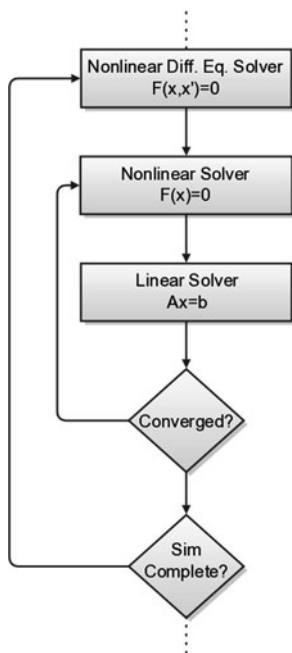 Nonlinear Diff. Eq. Solver
F(x,x')=0
Nonlinear Solver
F(x)=0
Linear Solver
Ax=b
Converged?
Sim
Complete?